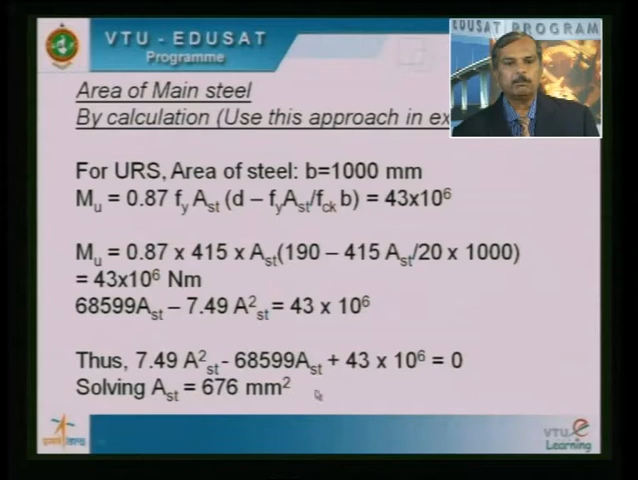 VTU - EDUSAT
Programme
EDUSAT PROGRAM
Area of Main steel
By calculation (Use this approach in ex
For URS, Area of steel: b=1000 mm
Mu = 0.87 fy Ast (d – fyAst/fck b) = 43x10⁶
Mu = 0.87 x 415 x Ast(190 – 415 Ast/20 x 1000)
= 43x10⁶ Nm
68599Ast – 7.49 A²st = 43 x 10⁶
Thus, 7.49 A²st - 68599Ast + 43 x 10⁶ = 0
Solving Ast = 676 mm²
VTU e
Learning